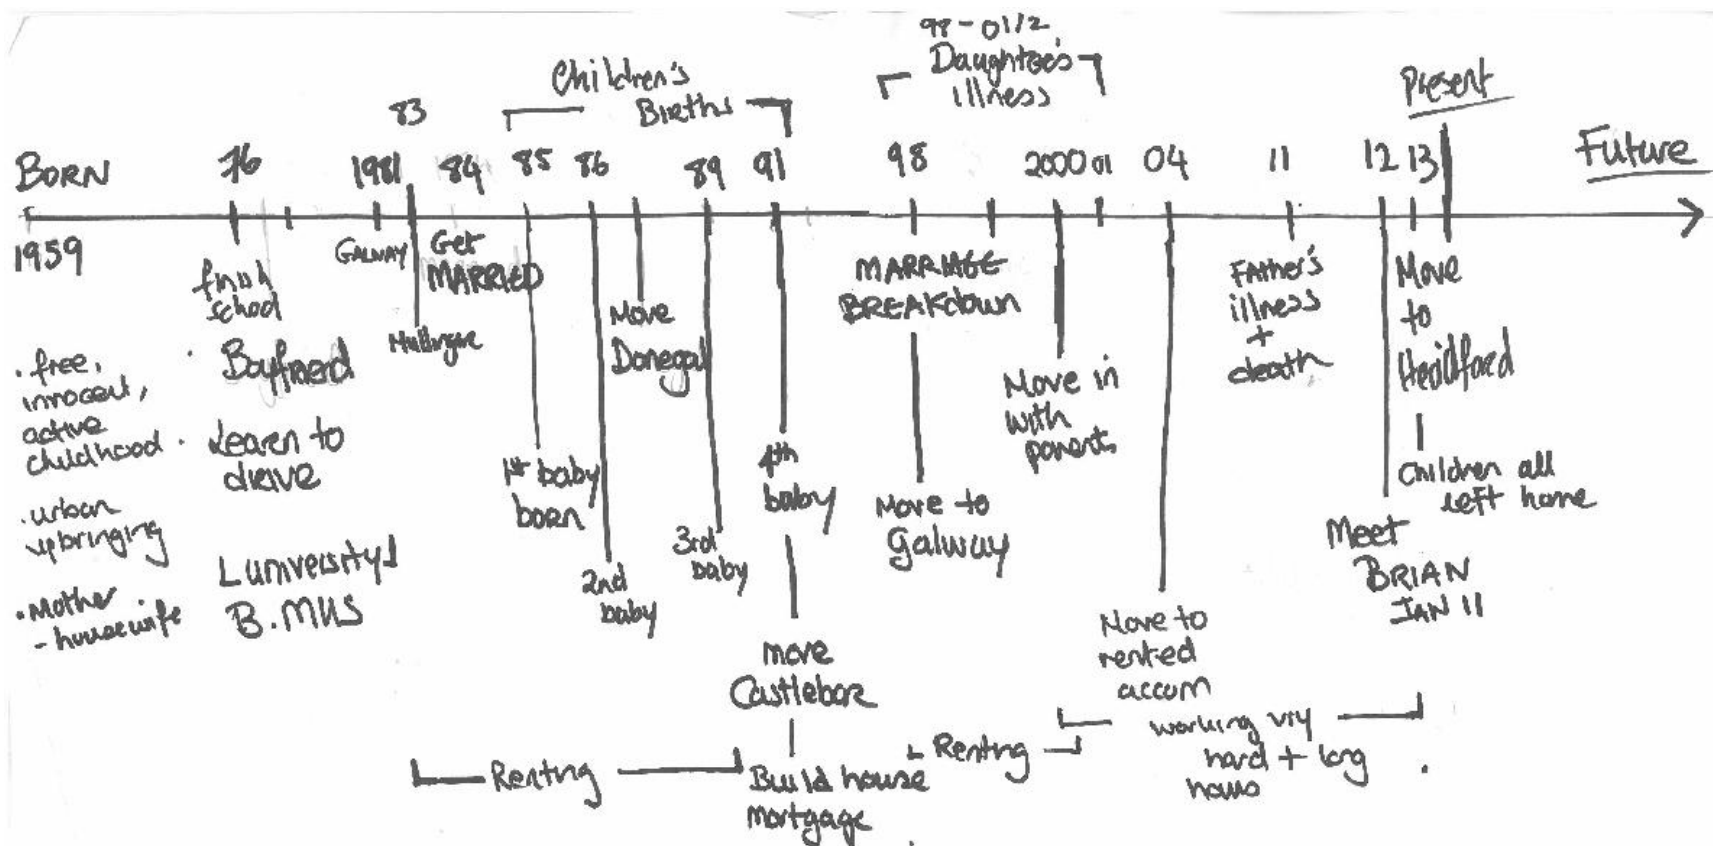 98-01/2
Daughter's
illness
Children's
Births
Present
83
BORN
76
1981
84
85
86
89
91
98
2000
01
04
11
12
13
Future
1959
finish
school
Boyfriend
Learn to
drive
University
B.MUS
. free,
innocent,
active
childhood.
. urban
upbringing
. Mother
- housewife
GALWAY
Mullingar
Get
MARRIED
1st baby
born
2nd
baby
Move
Donegal
3rd
baby
4th
baby
move
Castlebar
Build house
mortgage
MARRIAGE
BREAKdown
Move to
Galway
Move in
with
parents
Move to
rented
accom
Father's
illness
+
death
Meet
BRIAN
JAN 11
Move
to
Children all
left home
Renting
Renting
working vry
hard + long
hours